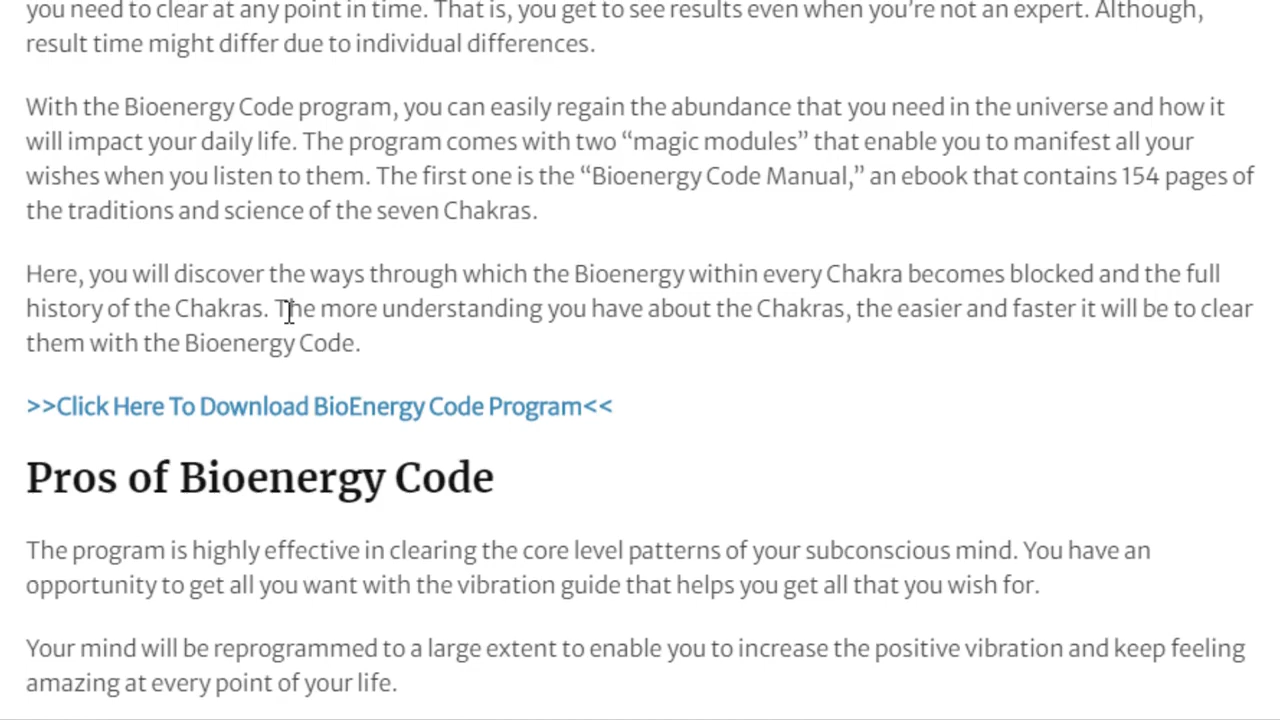 you need to clear at any point in time. That is, you get to see results even when you’re not an expert. Although,
result time might differ due to individual differences.
With the Bioenergy Code program, you can easily regain the abundance that you need in the universe and how it
will impact your daily life. The program comes with two “magic modules” that enable you to manifest all your
wishes when you listen to them. The first one is the “Bioenergy Code Manual,” an ebook that contains 154 pages of
the traditions and science of the seven Chakras.
Here, you will discover the ways through which the Bioenergy within every Chakra becomes blocked and the full
history of the Chakras. The more understanding you have about the Chakras, the easier and faster it will be to clear
them with the Bioenergy Code.
>>Click Here To Download BioEnergy Code Program<<
Pros of Bioenergy Code
The program is highly effective in clearing the core level patterns of your subconscious mind. You have an
opportunity to get all you want with the vibration guide that helps you get all that you wish for.
Your mind will be reprogrammed to a large extent to enable you to increase the positive vibration and keep feeling
amazing at every point of your life.